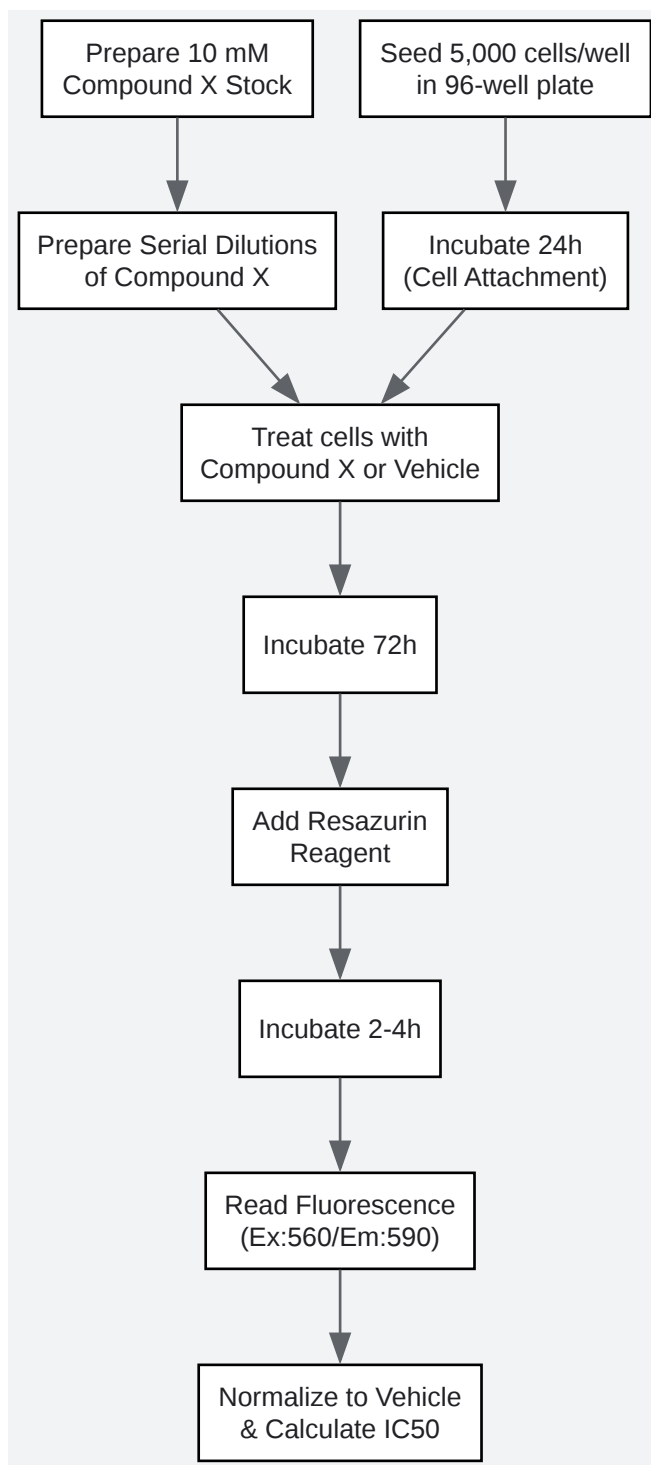 Prepare 10 mM
Compound X Stock
Seed 5,000 cells/well
in 96-well plate
Prepare Serial Dilutions
of Compound X
Incubate 24h
(Cell Attachment)
Treat cells with
Compound X or Vehicle
Incubate 72h
Add Resazurin
Reagent
Incubate 2-4h
Read Fluorescence
(Ex:560/Em:590)
Normalize to Vehicle
& Calculate IC50